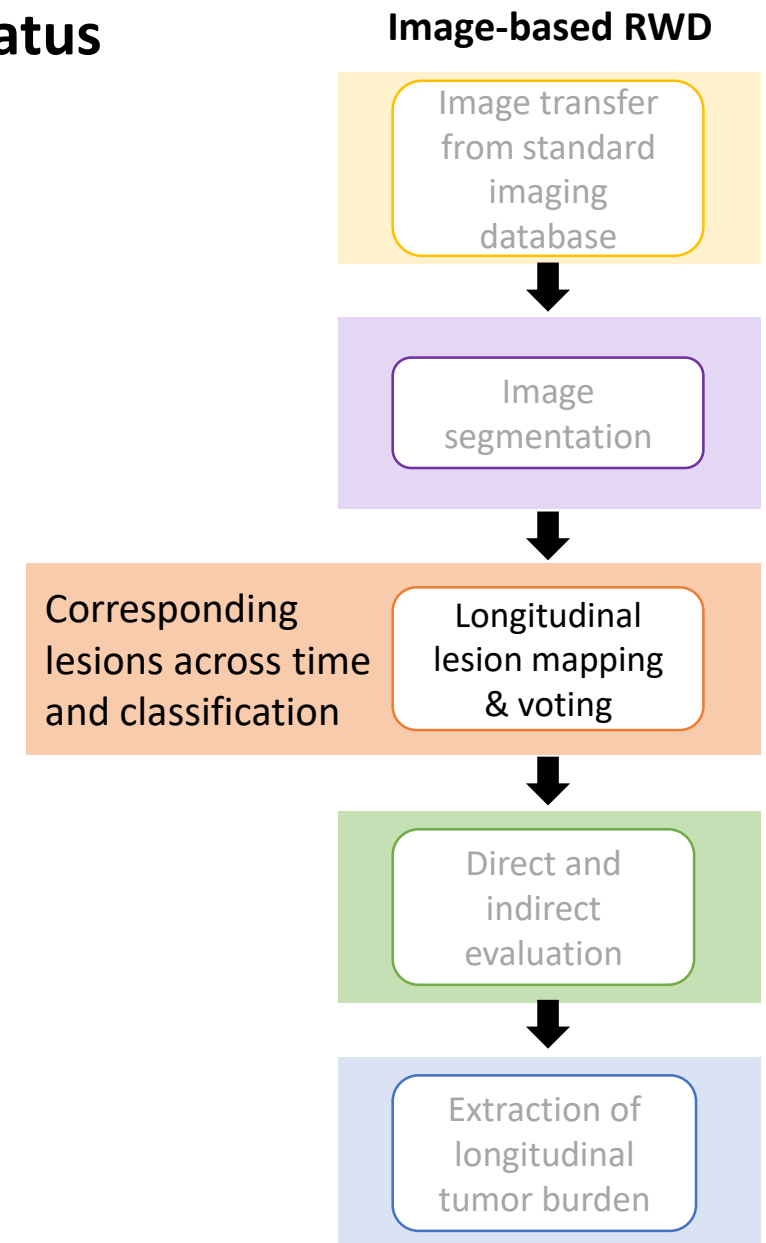 atus
Image-based RWD
Image transfer
from standard
imaging
database
Image
segmentation
Corresponding
lesions across time
and classification
Longitudinal
lesion mapping
& voting
Direct and
indirect
evaluation
Extraction of
longitudinal
tumor burden